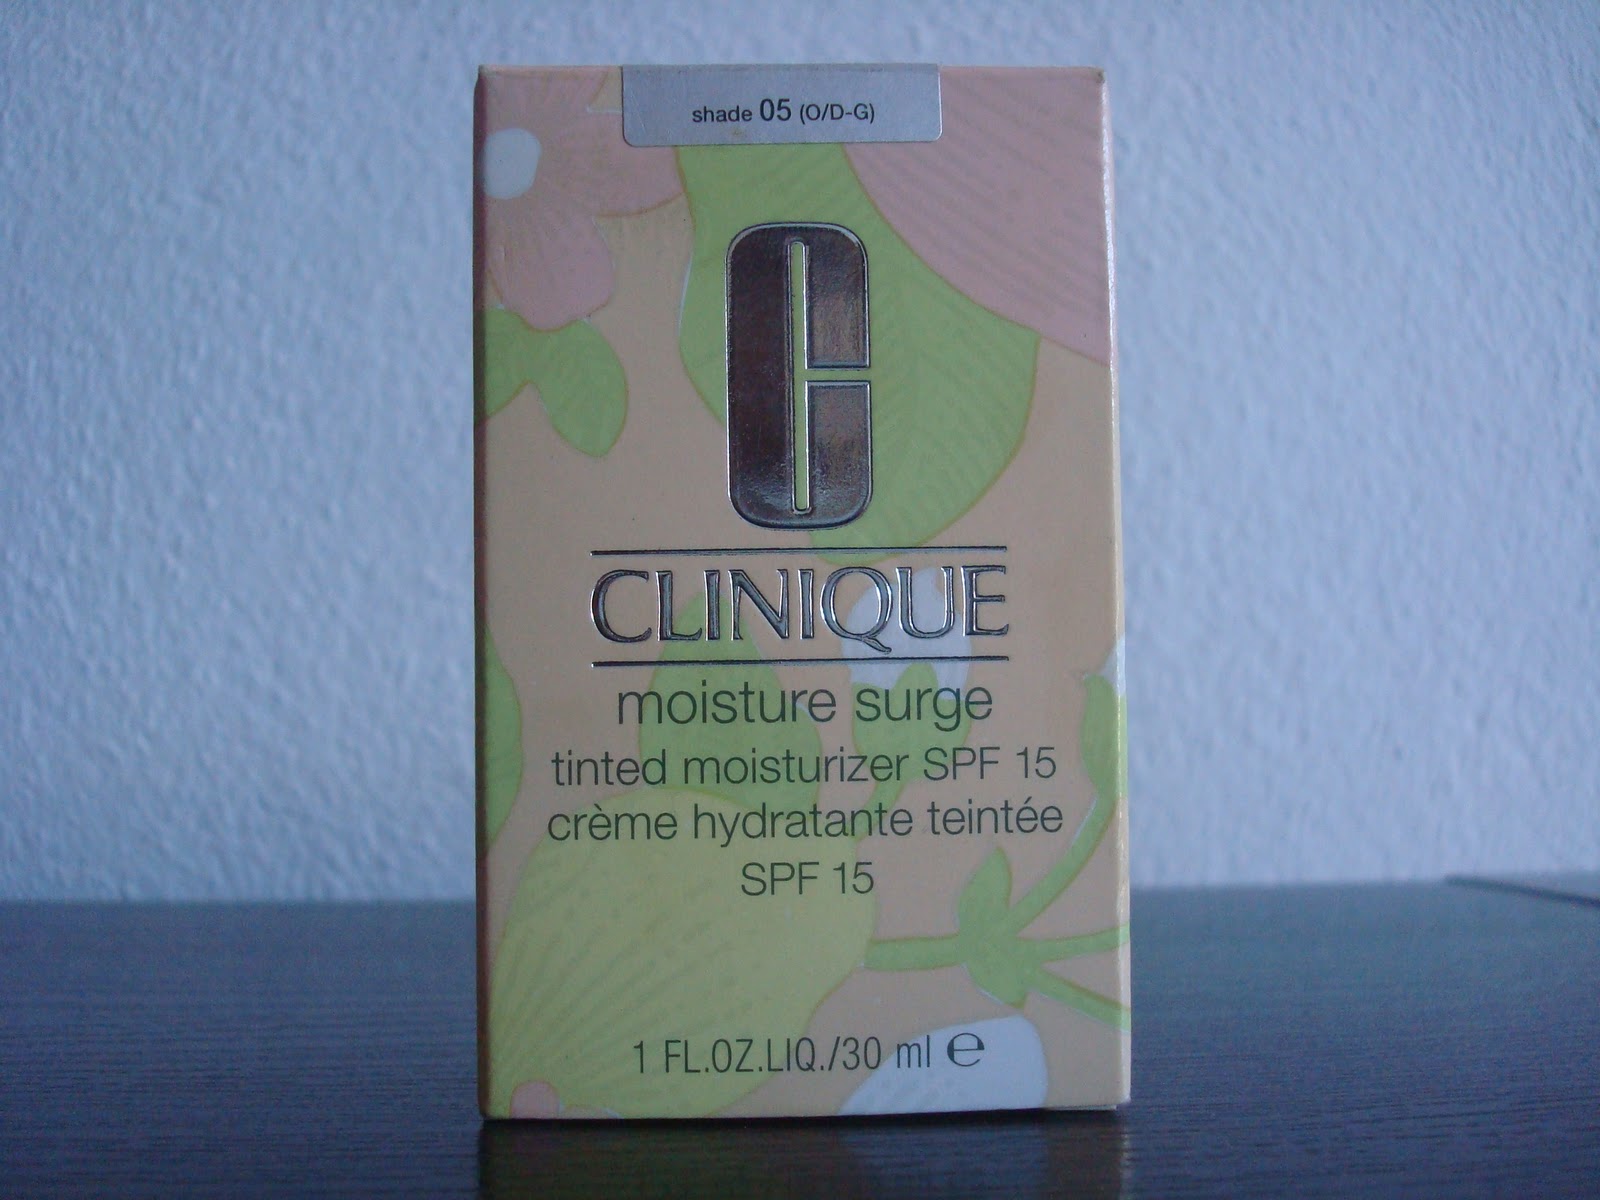 shade 05 (O/D-G)
C
CLINIQUE
moisture surge
tinted moisturizer SPF 15
crème hydratante teintée
SPF 15
1 FL.OZ.LIQ./30 ml ℮